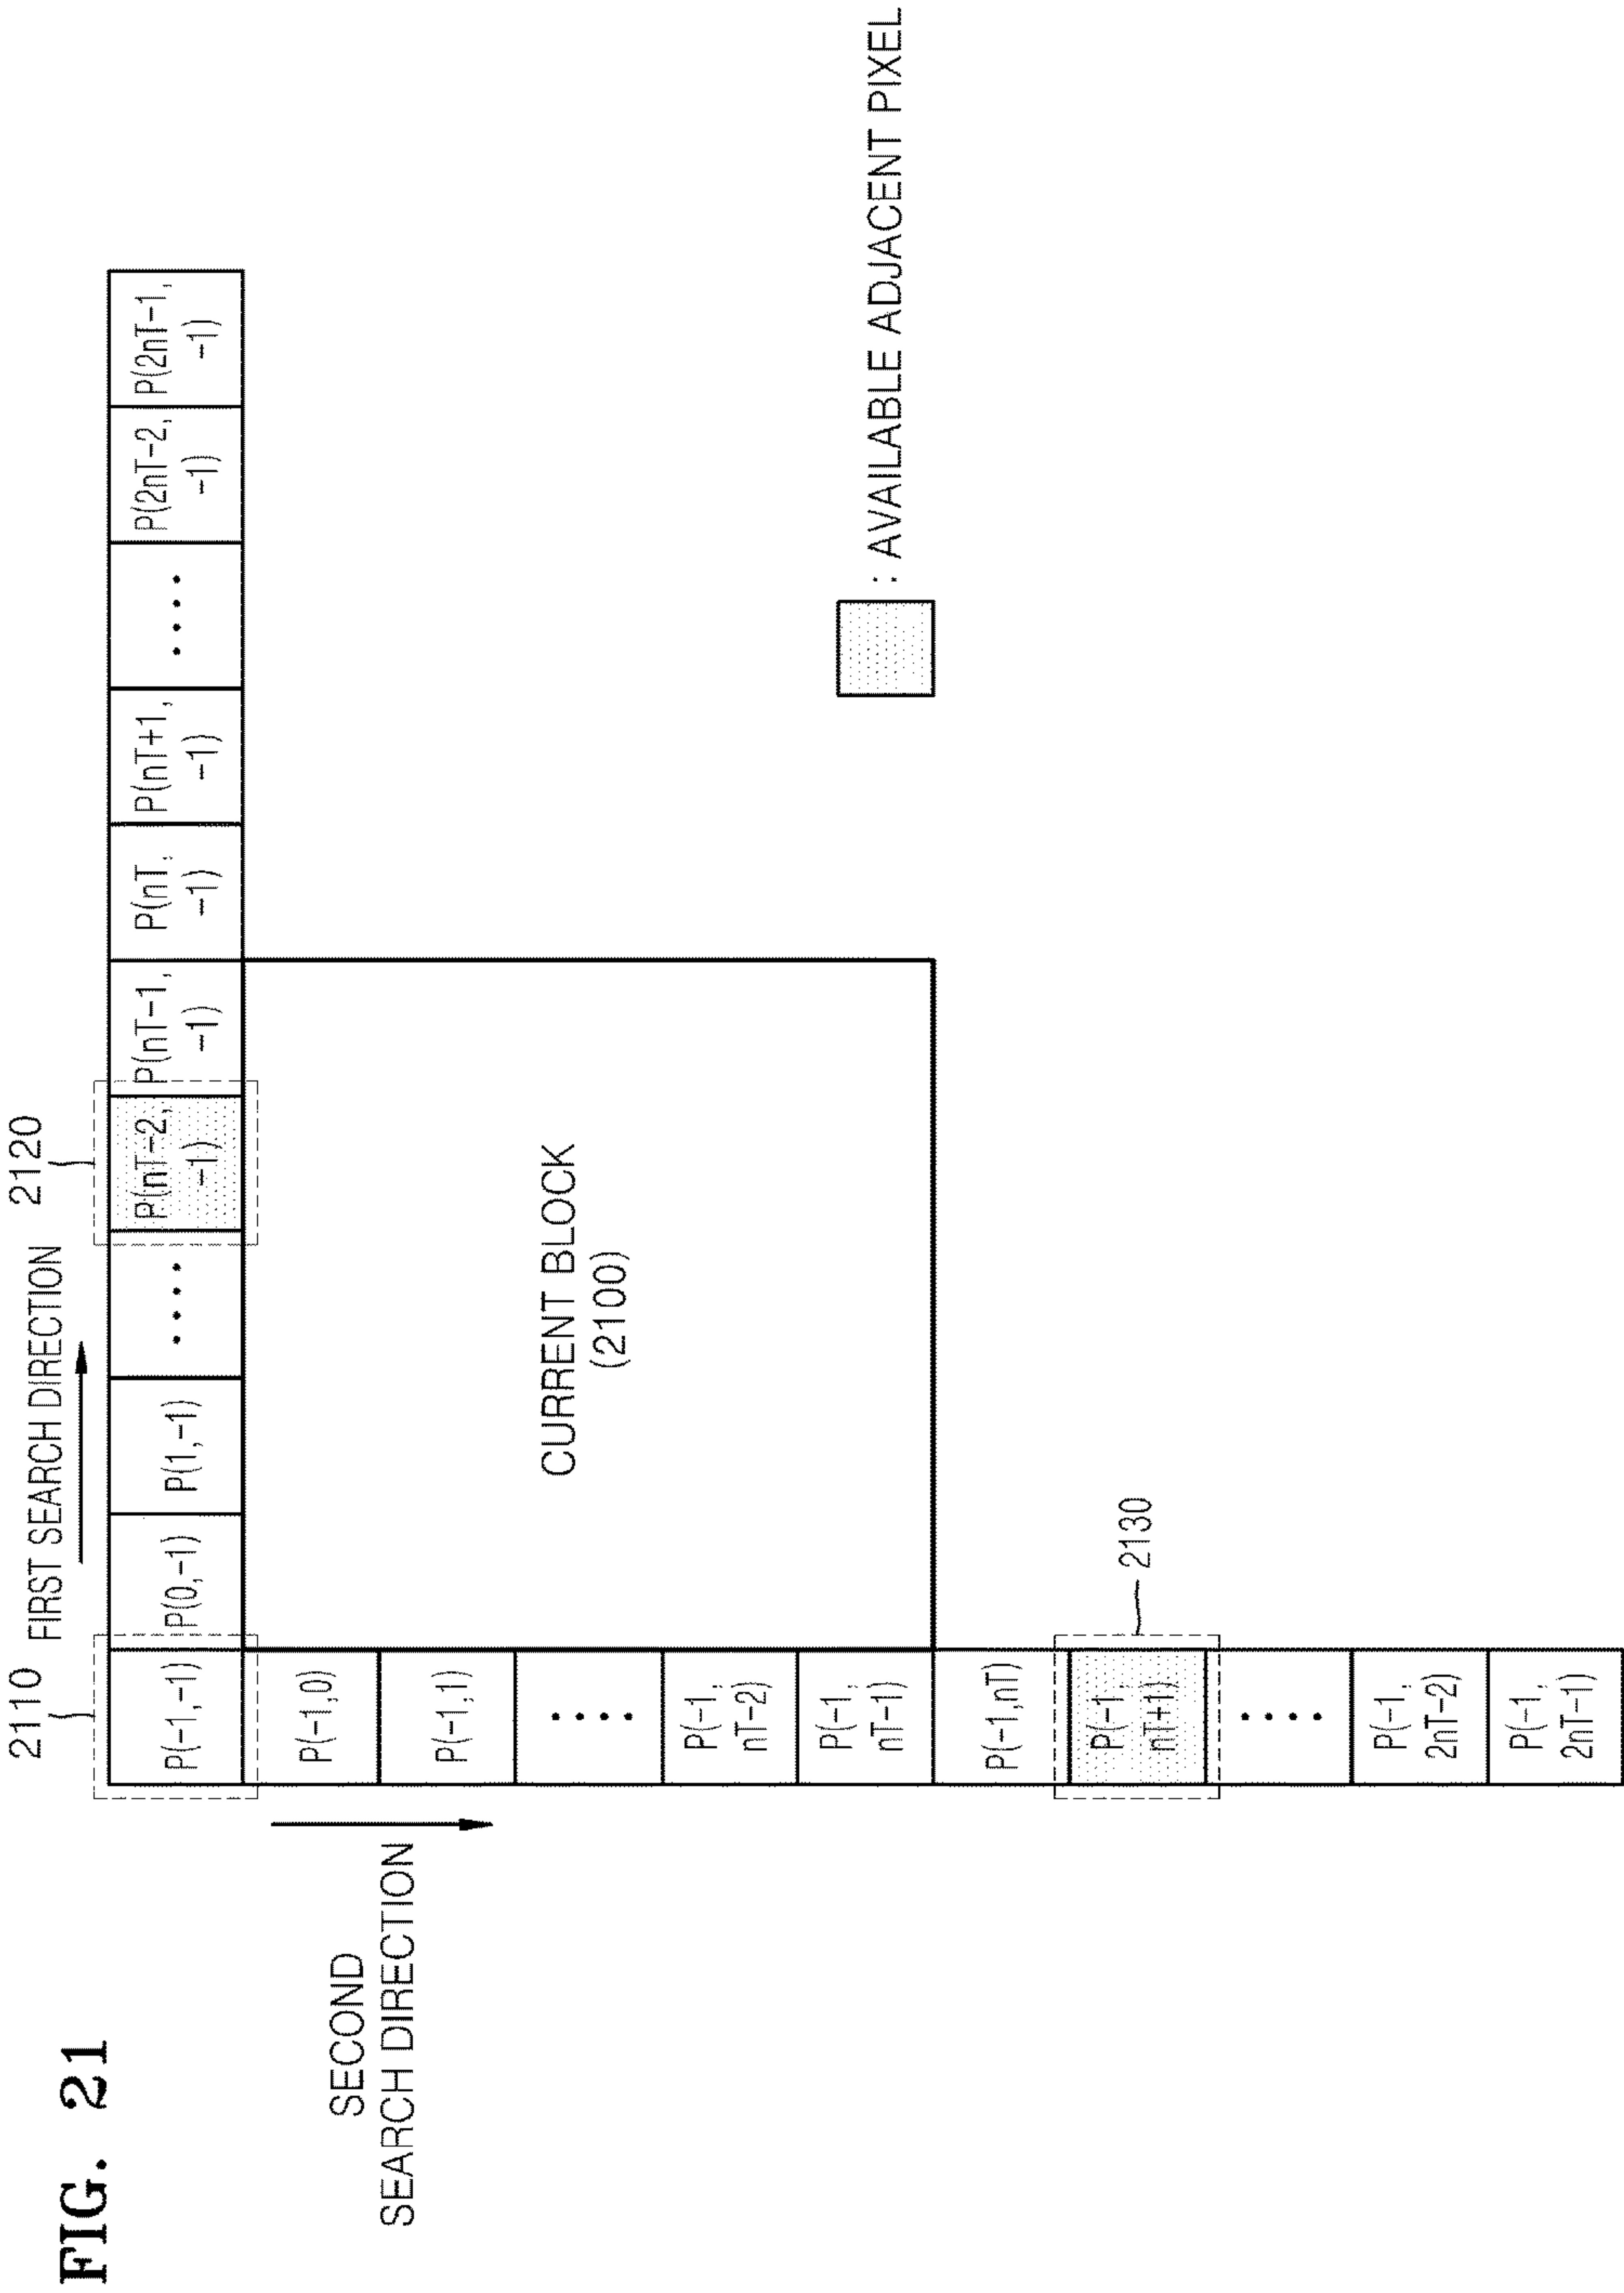 FIG. 21
2110
FIRST SEARCH DIRECTION
2120
P(-1,-1)
P(0,-1)
P(1,-1)
....
P(nT-2,
-1)
P(nT-1,
-1)
P(nT,
-1)
P(nT+1,
-1)
....
P(2nT-2,
-1)
P(2nT-1,
-1)
SECOND
SEARCH DIRECTION
P(-1,0)
P(-1,1)
....
P(-1,
nT-2)
P(-1,
nT-1)
P(-1,nT)
P(-1,
nT+1)
....
P(-1,
2nT-2)
P(-1,
2nT-1)
CURRENT BLOCK
(2100)
2130
: AVAILABLE ADJACENT PIXEL